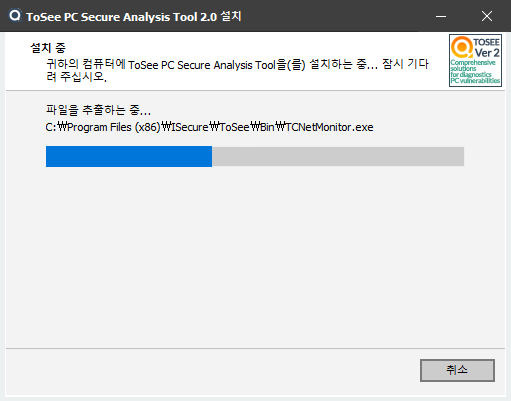 ToSee PC Secure Analysis Tool 2.0 설치
설치 중
귀하의 컴퓨터에 ToSee PC Secure Analysis Tool을(를) 설치하는 중... 잠시 기다
려 주십시오.
TOSEE
Ver 2
Comprehensive
solutions
for diagnostics
PC vulnerabilities
파일을 추출하는 중...
C:₩Program Files (x86)₩ISecure₩ToSee₩Bin₩TCNetMonitor.exe
취소